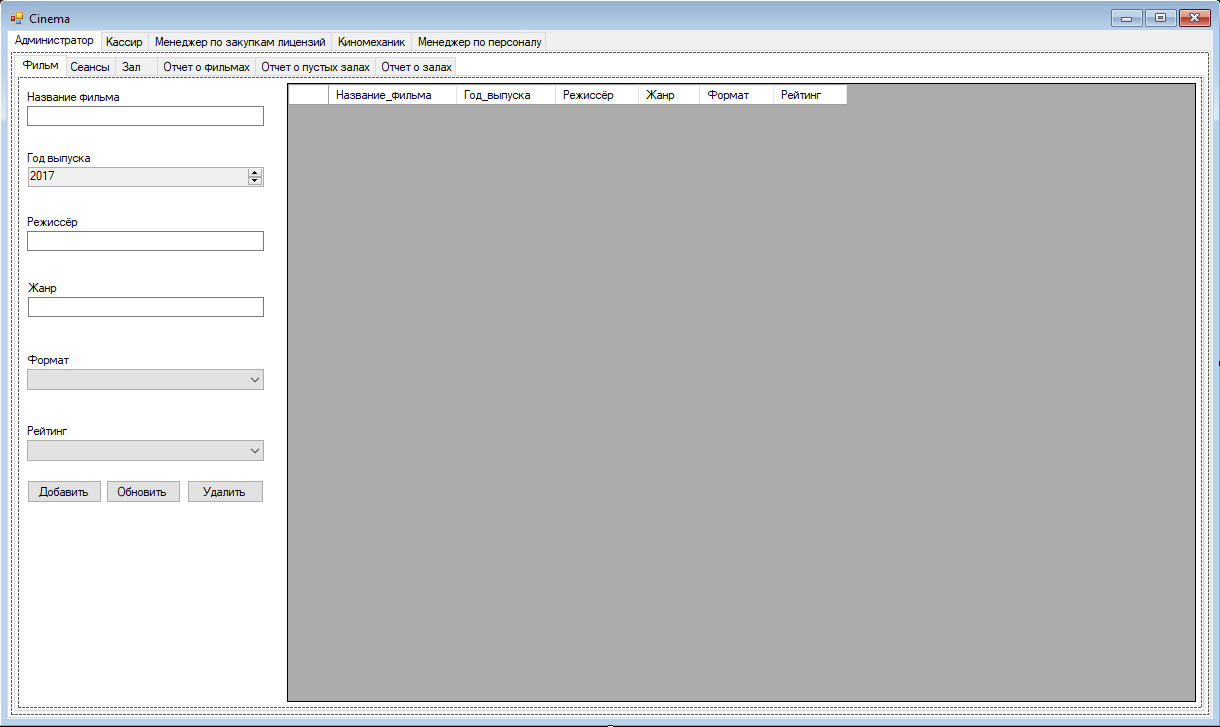 Cinema
Администратор Кассир Менеджер по закупкам лицензий Киномеханик Менеджер по персоналу
Фильм Сеансы Зал Отчет о фильмах Отчет о пустых залах Отчет о залах
Название фильма
Название_фильма Год_выпуска Режиссёр Жанр Формат Рейтинг
Год выпуска
2017
Режиссёр
Жанр
Формат
Рейтинг
Добавить Обновить Удалить